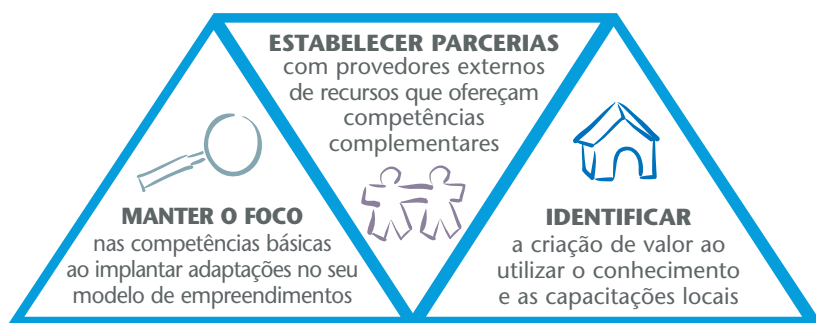 ESTABELECER PARCERIAS
com provedores externos
de recursos que ofereçam
competências
complementares
MANTER O FOCO
nas competências básicas
ao implantar adaptações no seu
modelo de empreendimentos
IDENTIFICAR
a criação de valor ao
utilizar o conhecimento
e as capacitações locais